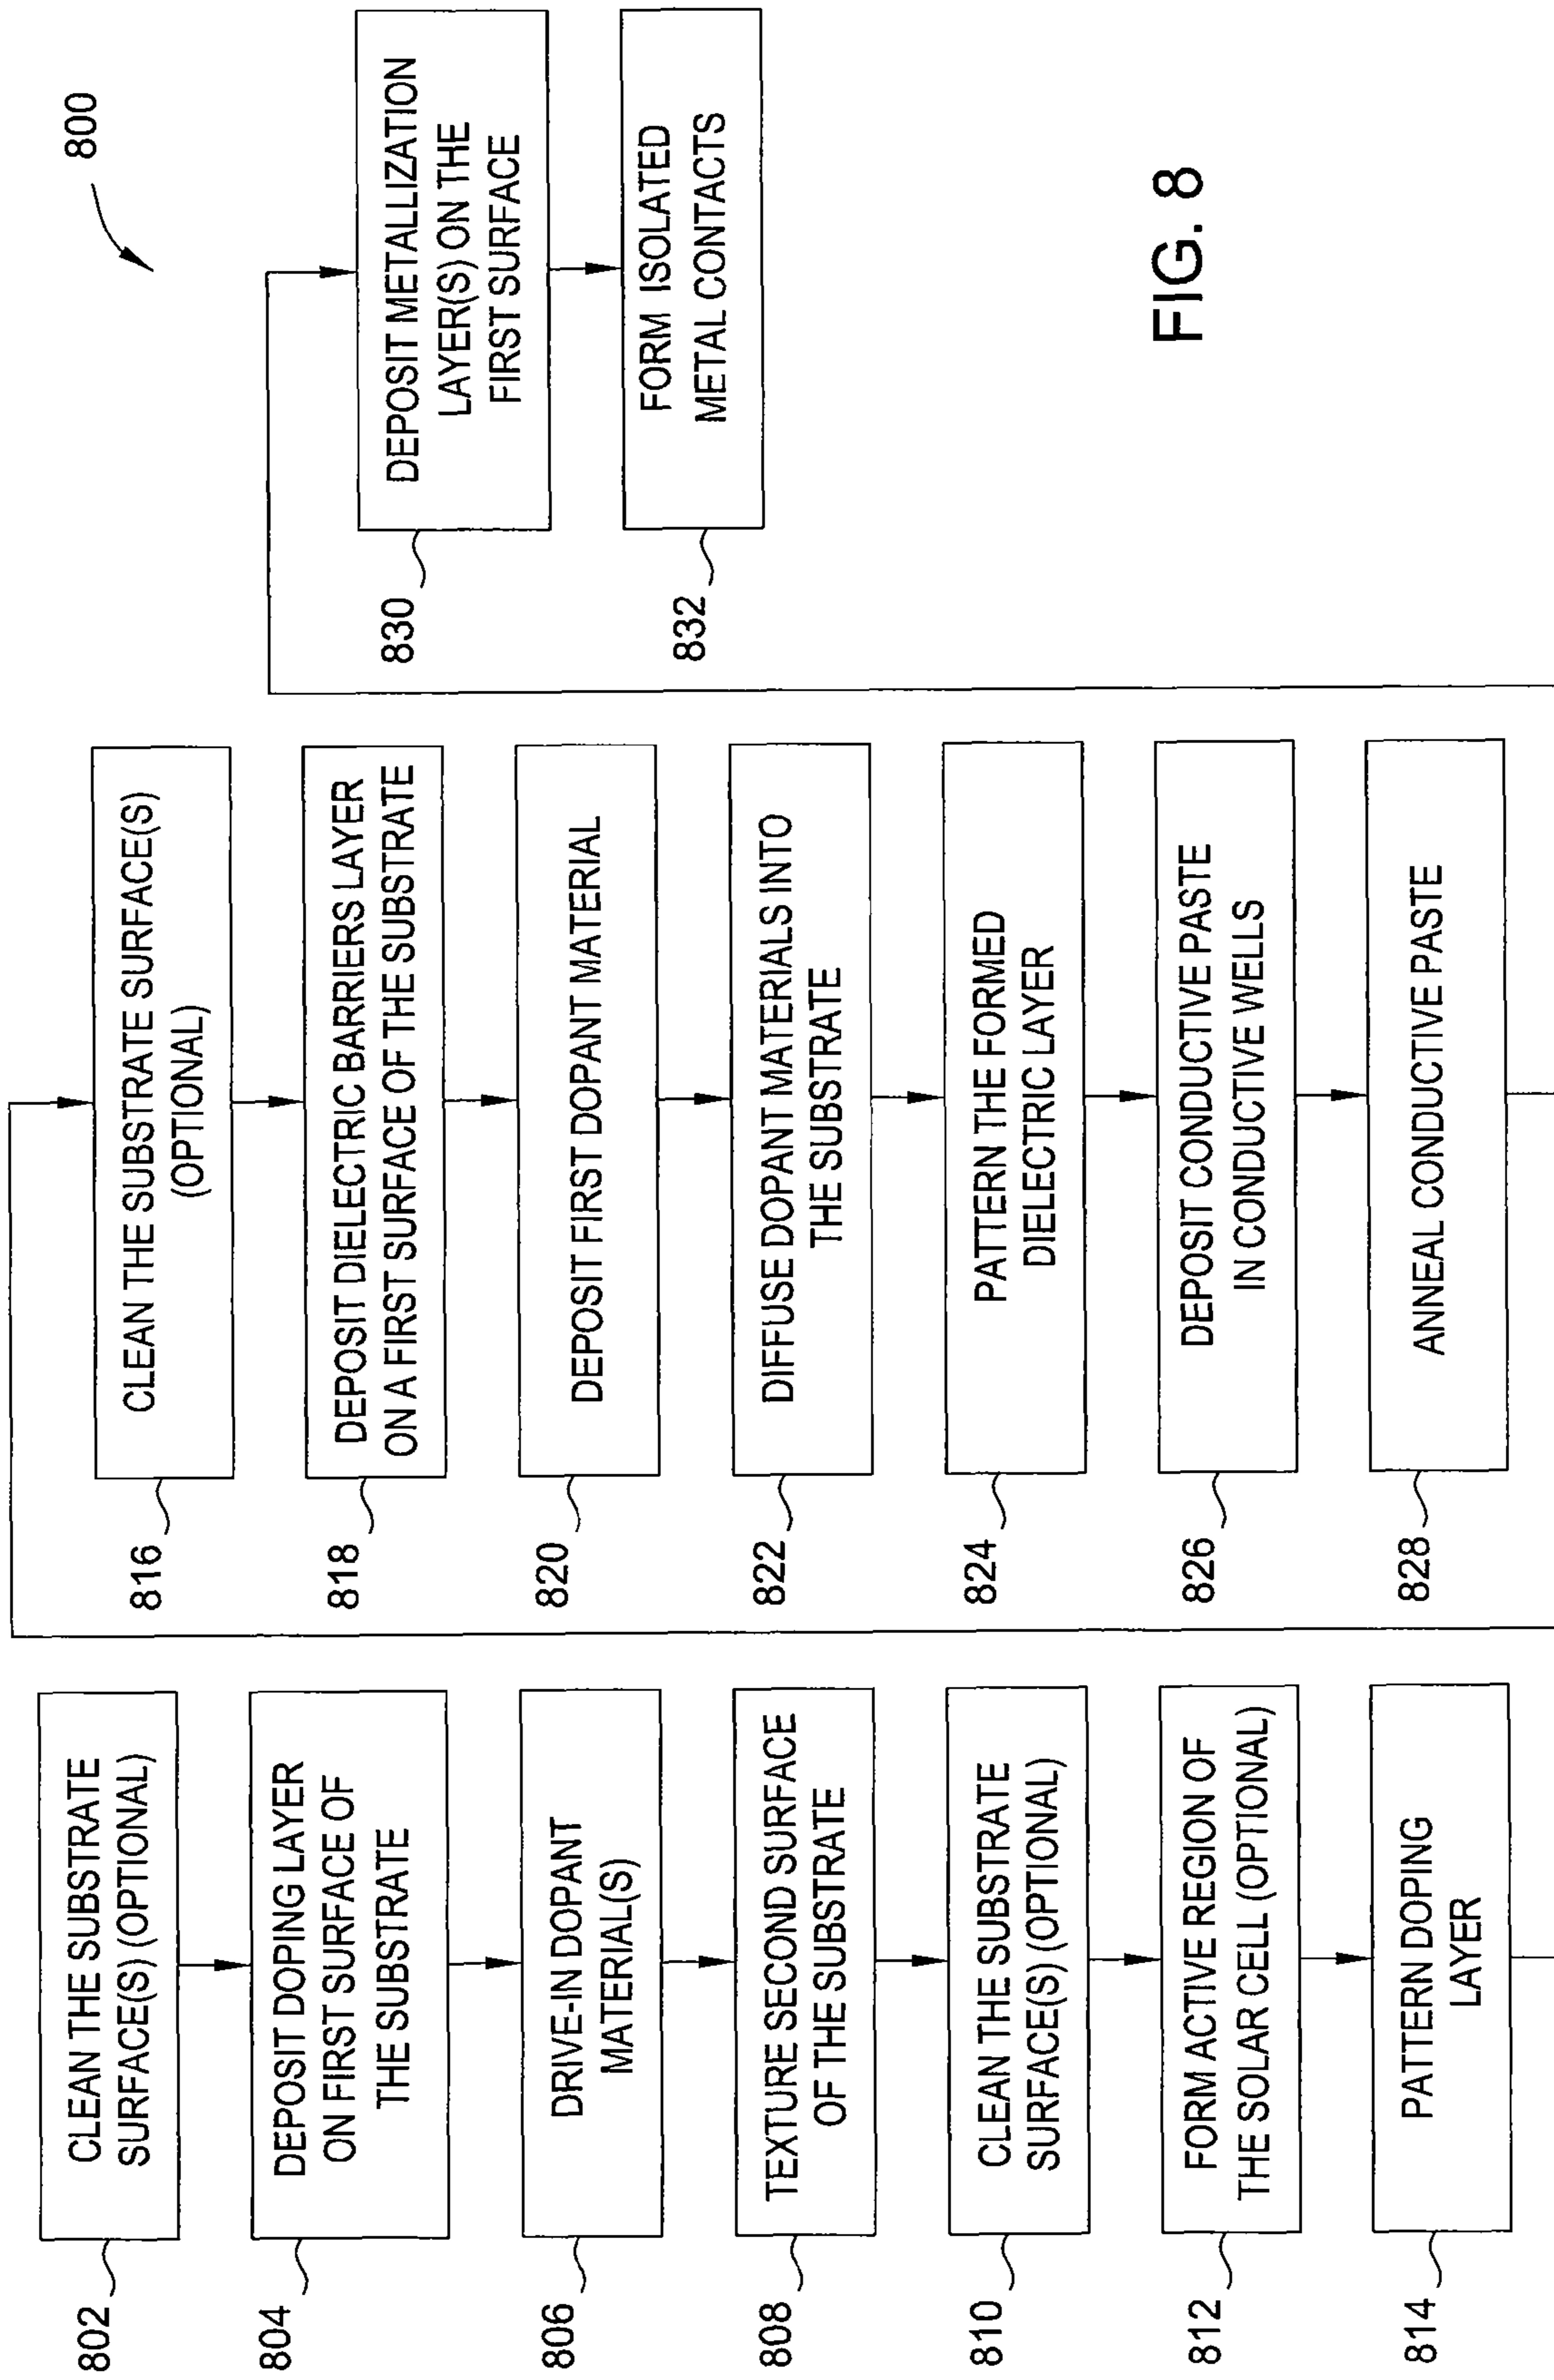 800
802
CLEAN THE SUBSTRATE
SURFACE(S) (OPTIONAL)
804
DEPOSIT DOPING LAYER
ON FIRST SURFACE OF
THE SUBSTRATE
806
DRIVE-IN DOPANT
MATERIAL(S)
808
TEXTURE SECOND SURFACE
OF THE SUBSTRATE
810
CLEAN THE SUBSTRATE
SURFACE(S) (OPTIONAL)
812
FORM ACTIVE REGION OF
THE SOLAR CELL (OPTIONAL)
814
PATTERN DOPING
LAYER
816
CLEAN THE SUBSTRATE SURFACE(S)
(OPTIONAL)
818
DEPOSIT DIELECTRIC BARRIERS LAYER
ON A FIRST SURFACE OF THE SUBSTRATE
820
DEPOSIT FIRST DOPANT MATERIAL
822
DIFFUSE DOPANT MATERIALS INTO
THE SUBSTRATE
824
PATTERN THE FORMED
DIELECTRIC LAYER
826
DEPOSIT CONDUCTIVE PASTE
IN CONDUCTIVE WELLS
828
ANNEAL CONDUCTIVE PASTE
830
DEPOSIT METALLIZATION
LAYER(S) ON THE
FIRST SURFACE
832
FORM ISOLATED
METAL CONTACTS
FIG. 8